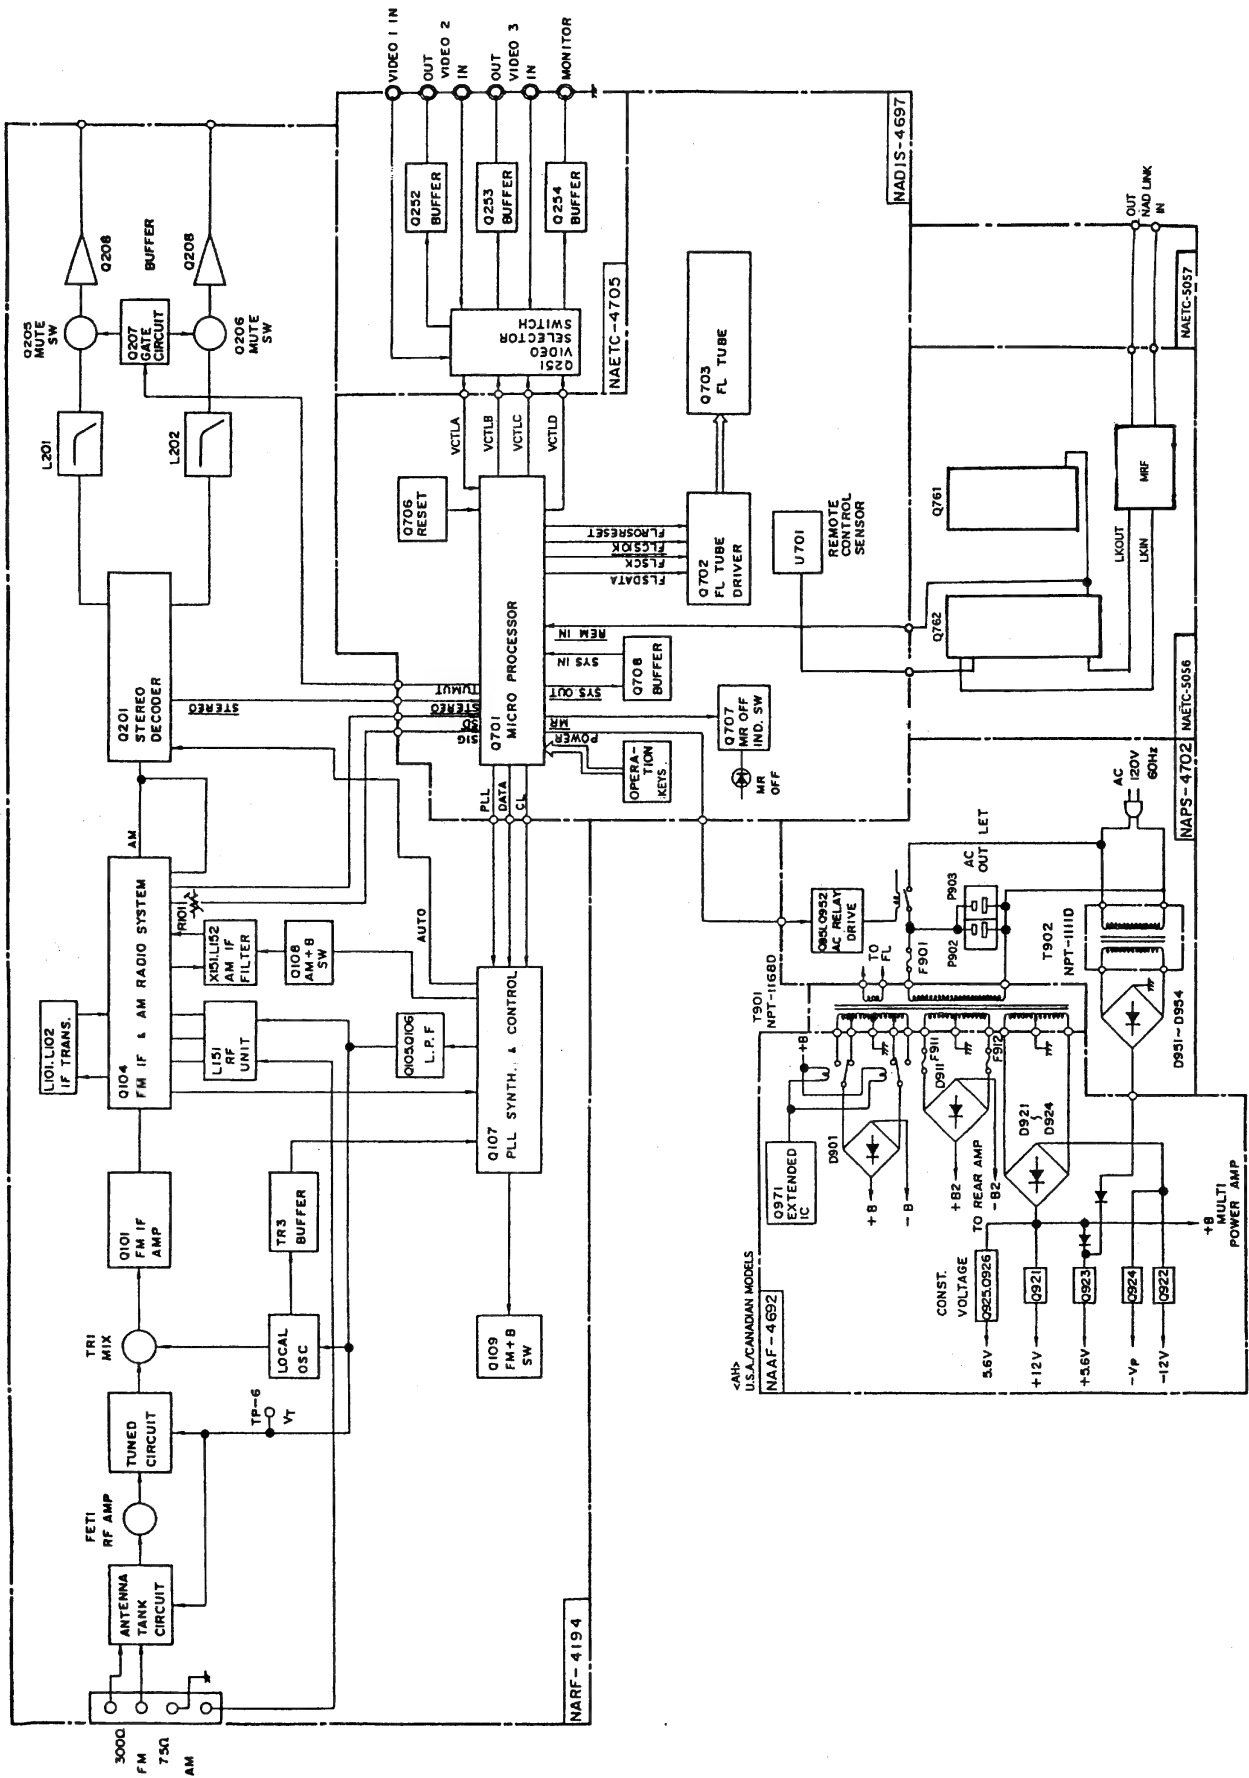 300Ω
FM
75Ω
AM
ANTENNA
TANK
CIRCUIT
FET1
RF AMP
TUNED
CIRCUIT
TR1
MIX
TP-6
VT
LOCAL
OSC
TR3
BUFFER
Q101
FM IF
AMP
L101.L102
IF TRANS.
Q104
FM IF & AM RADIO SYSTEM
L151
RF
UNIT
X151.L152
AM IF
FILTER
R101
Q108
AM+B
SW
Q105.Q106
L.P.F
Q107
PLL SYNTH. & CONTROL
Q109
FM+B
SW
AM
AUTO
Q201
STEREO
DECODER
STEREO
L201
L202
Q205
MUTE
SW
Q207
GATE
CIRCUIT
Q206
MUTE
SW
Q208
BUFFER
Q208
NARF-4194
VIDEO 1 IN
OUT
VIDEO 2
IN
OUT
VIDEO 3
IN
MONITOR
Q252
BUFFER
Q253
BUFFER
Q254
BUFFER
Q251
VIDEO
SELECTOR
SWITCH
NAETC-4705
VCTLA
VCTLB
VCTLC
VCTLD
Q706
RESET
Q701
MICRO PROCESSOR
TUMUT
STEREO
SD
SIG
PLL
DATA
CL
FLROSRESET
FLCS10K
FLSCK
FLSDATA
REM IN
SYS IN
SYS OUT
MR
POWER
Q702
FL TUBE
DRIVER
Q703
FL TUBE
Q708
BUFFER
Q707
MR OFF
IND. SW
MR
OFF
OPERA-
TION
KEYS
U701
REMOTE
CONTROL
SENSOR
NADIS-4697
Q761
Q762
LKOUT
LKIN
MRF
OUT
NAD LINK
IN
NAETC-5057
NAETC-5056
NAPS-4702
AC
120V
60Hz
AC
OUT LET
P903
P902
F901
TO
FL
Q951.Q952
AC RELAY
DRIVE
T901
NPT-1168D
T902
NPT-1111D
D951~D954
+B
Q971
EXTENDED
IC
D901
+B
-B
F911
D911
F912
+B2
TO REAR AMP
-B2
D921
~
D924
CONST.
VOLTAGE
Q925.Q926
Q921
Q923
Q924
Q922
5.6V
+12V
+5.6V
-VP
-12V
+B
MULTI
POWER AMP
<AH>
U.S.A./CANADIAN MODELS
NAAF-4692